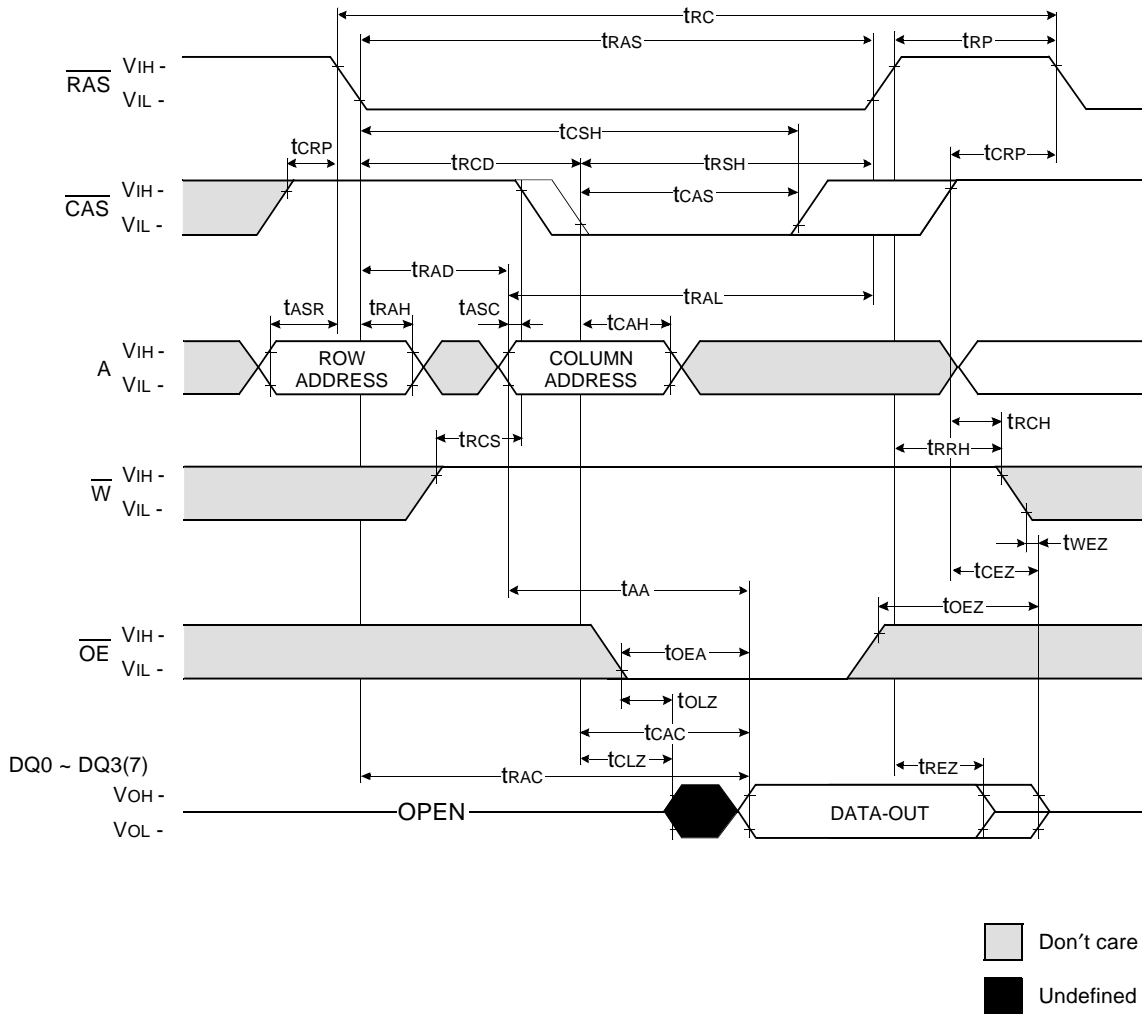 tRC
tRAS
tRP
RAS
VIH -
VIL -
tCSH
tCRP
tRCD
tRSH
tCRP
CAS
VIH -
VIL -
tCAS
tRAD
tRAL
tASR
tRAH
tASC
tCAH
A
VIH -
VIL -
ROW
ADDRESS
COLUMN
ADDRESS
tRCS
tRCH
tRRH
W
VIH -
VIL -
tWEZ
tCEZ
tAA
tOEZ
OE
VIH -
VIL -
tOEA
tOLZ
tCAC
tCLZ
tRAC
tREZ
DQ0 ~ DQ3(7)
VOH -
VOL -
OPEN
DATA-OUT
Don′t care
Undefined